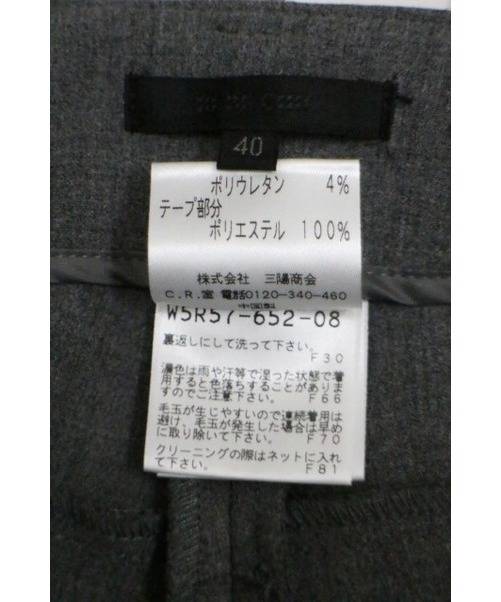 40
ポリウレタン 4%
テープ部分
ポリエステル 100%
株式会社 三陽商会
C.R.室 電話0120-340-460
中国製
W5R57-652-08
裏返しにして洗って下さい。
F30
濃色は雨や汗等で湿った状態で着
用すると色落ちすることがありま
すのでご注意下さい。 F66
毛玉が生じやすいので連続着用は
避け、毛玉が発生した場合は早め
に取り除いて下さい。 F70
クリーニングの際はネットに入れ
て下さい。 F81